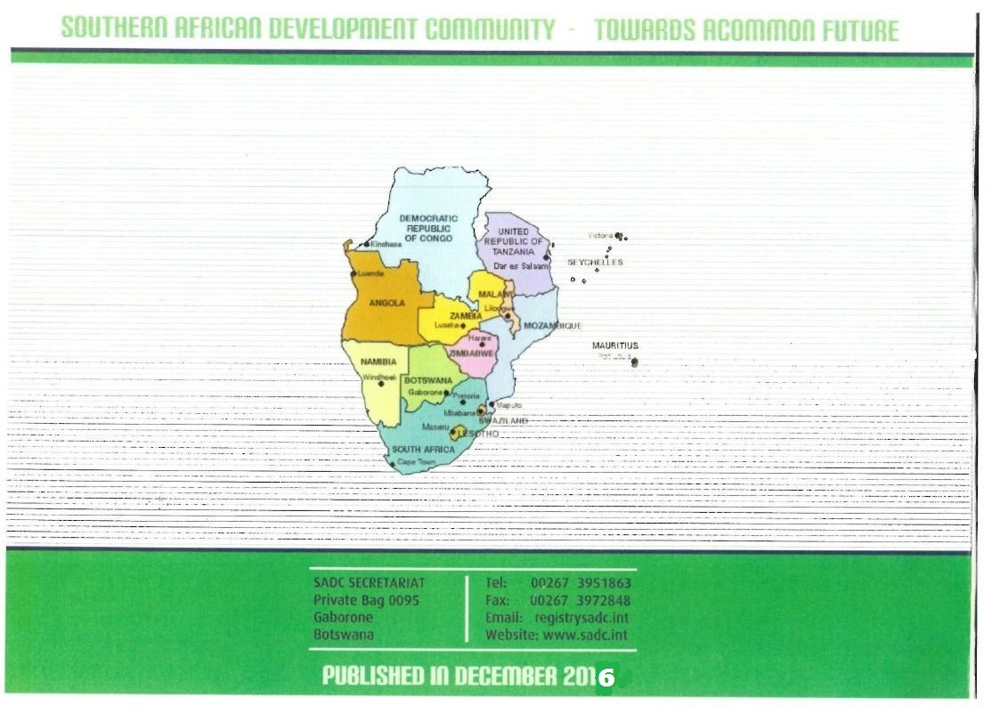 SOUTHERN AFRICAN DEVELOPMENT COMMUNITY - TOWARDS ACOMMON FUTURE
DEMOCRATIC
REPUBLIC
OF CONGO
Kinshasa
UNITED
REPUBLIC OF
TANZANIA
Dar es Salaam
Victoria
SEYCHELLES
Luanda
ANGOLA
MALAWI
Lilongwe
ZAMBIA
Lusaka
MOZAMBIQUE
Harare
ZIMBABWE
MAURITIUS
NAMIBIA
Windhoek
BOTSWANA
Gaborone
Pretoria
Maputo
Mbabane
SWAZILAND
Maseru
LESOTHO
SOUTH AFRICA
Cape Town
SADC SECRETARIAT
Private Bag 0095
Gaborone
Botswana
Tel: 00267 3951863
Fax: 00267 3972848
Email: registrysadc.int
Website: www.sadc.int
PUBLISHED IN DECEMBER 2016